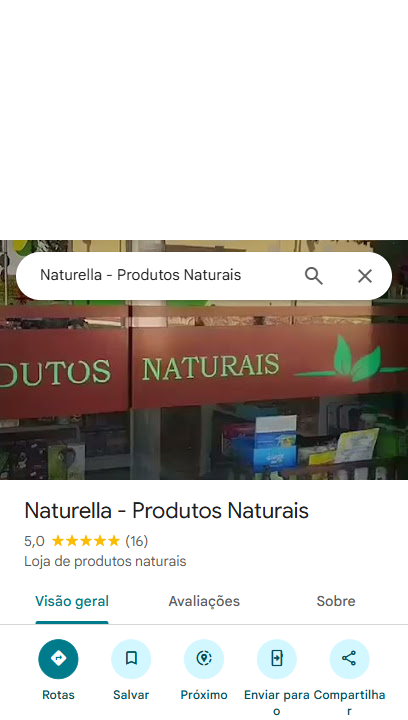 Naturella - Produtos Naturais
DUTOS NATURAIS
Naturella - Produtos Naturais
5,0 (16)
Loja de produtos naturais
Visão geral Avaliações Sobre
Rotas Salvar Próximo Enviar para o Compartilhar